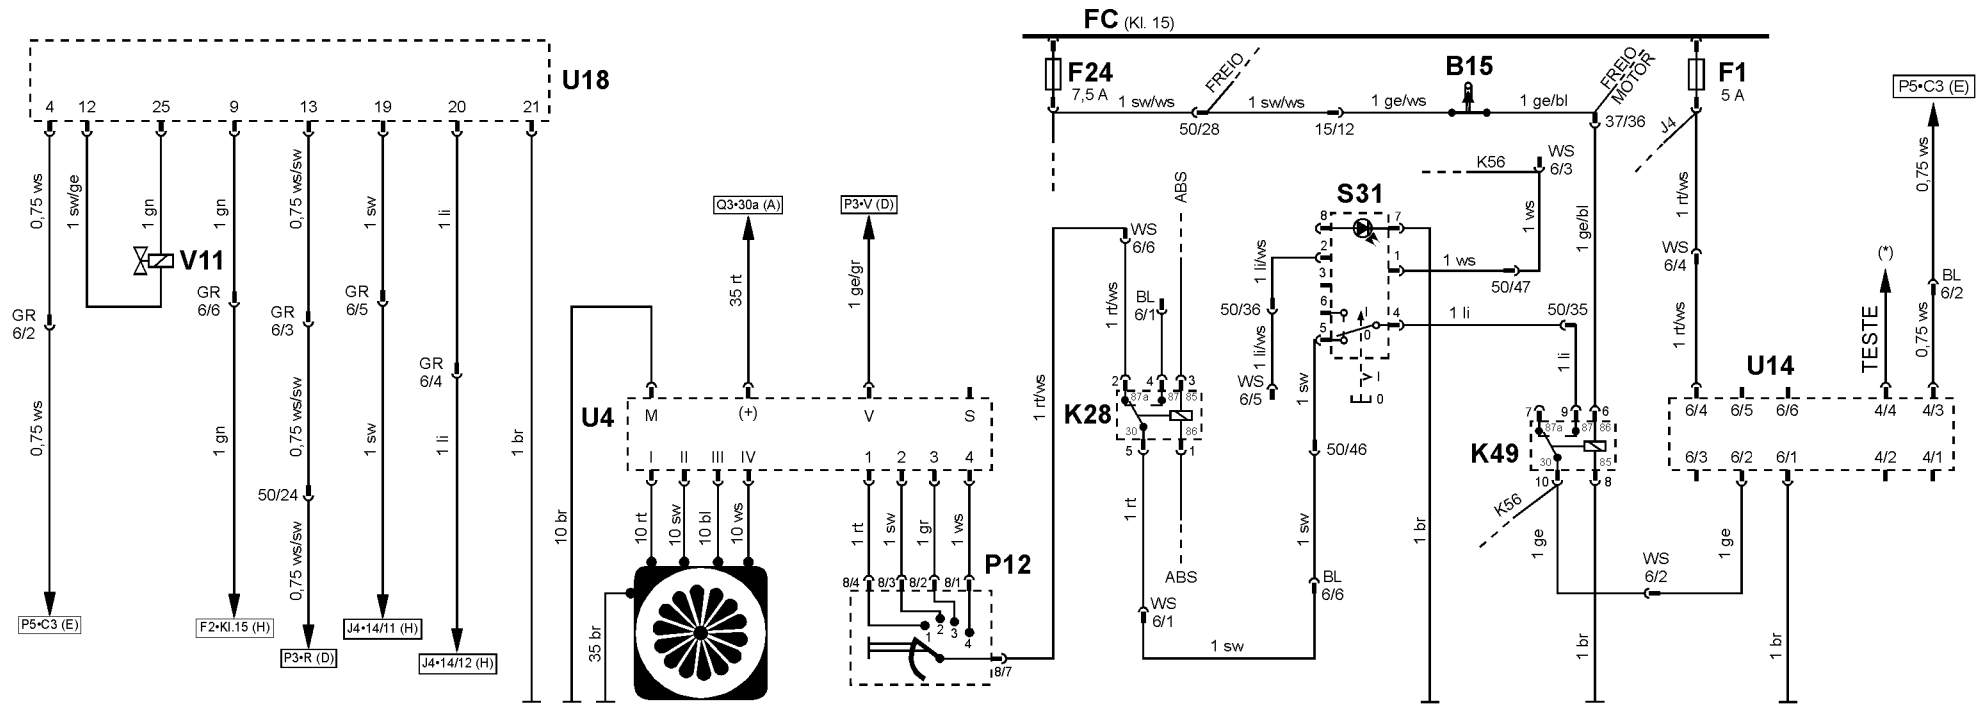 FC (Kl. 15)
U18
4 12 25 9 13 19 20 21
0,75 ws
1 sw/ge
1 gn
1 gn
0,75 ws/sw
1 sw
1 li
V11
GR
6/2
GR
6/6
GR
6/3
GR
6/5
GR
6/4
0,75 ws
1 gn
0,75 ws/sw
1 sw
1 li
1 br
50/24
0,75 ws/sw
P5•C3 (E)
F2•Kl.15 (H)
P3•R (D)
J4•14/11 (H)
J4•14/12 (H)
Q3•30a (A)
P3•V (D)
35 rt
1 ge/gr
U4
M (+) V S
I II III IV 1 2 3 4
10 br
10 rt
10 sw
10 bl
10 ws
35 br
1 rt
1 sw
1 gr
1 ws
P12
8/4 8/3 8/2 8/1
1 2 3 4
8/7
1 rt/ws
F24
7,5 A
1 sw/ws
50/28
FREIO
1 sw/ws
15/12
1 ge/ws
B15
1 ge/bl
FREIO
MOTOR
37/36
F1
5 A
J4
WS
6/6
1 rt/ws
BL
6/1
ABS
K28
2 4 3
87a 87 85
30 86
5 1
1 rt
ABS
WS
6/1
1 sw
S31
8 7
2 1
3
6
5 4
I
0
I
0
1 li/ws
50/36
1 li/ws
WS
6/5
1 sw
50/46
1 sw
BL
6/6
K56
WS
6/3
1 ws
1 ws
50/47
1 li
50/35
1 li
1 br
1 ge/bl
K49
7 9 6
87a 87 86
30 85
10 8
K56
1 ge
WS
6/2
1 ge
1 br
1 br
1 rt/ws
WS
6/4
1 rt/ws
U14
6/4 6/5 6/6 4/4 4/3
6/3 6/2 6/1 4/2 4/1
(*)
TESTE
P5•C3 (E)
0,75 ws
BL
6/2
0,75 ws